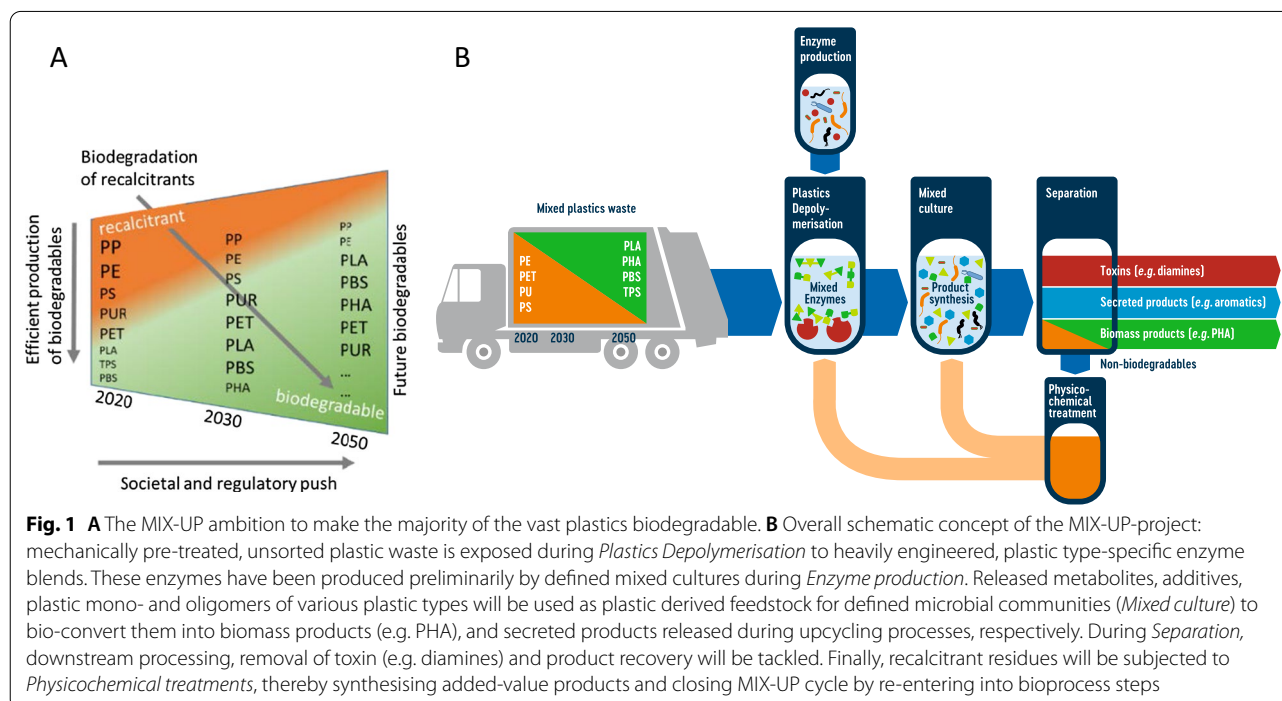 A
Biodegradation
of recalcitrants
Efficient production
of biodegradables
recalcitrant
PP
PE
PS
PUR
PET
PLA
TPS
PBS
2020
PP
PE
PS
PUR
PET
PLA
PBS
PHA
2030
PP
PE
PLA
PBS
PHA
PET
PUR
...
...
biodegradable
2050
Future biodegradables
Societal and regulatory push
B
Mixed plastics waste
PE
PET
PU
PS
PLA
PHA
PBS
TPS
2020 2030 2050
Enzyme
production
Plastics
Depoly-
merisation
Mixed
Enzymes
Mixed
culture
Product
synthesis
Separation
Toxins (e.g. diamines)
Secreted products (e.g. aromatics)
Biomass products (e.g. PHA)
Non-biodegradables
Physico-
chemical
treatment
Fig. 1 A The MIX-UP ambition to make the majority of the vast plastics biodegradable. B Overall schematic concept of the MIX-UP-project:
mechanically pre-treated, unsorted plastic waste is exposed during Plastics Depolymerisation to heavily engineered, plastic type-specific enzyme
blends. These enzymes have been produced preliminarily by defined mixed cultures during Enzyme production. Released metabolites, additives,
plastic mono- and oligomers of various plastic types will be used as plastic derived feedstock for defined microbial communities (Mixed culture) to
bio-convert them into biomass products (e.g. PHA), and secreted products released during upcycling processes, respectively. During Separation,
downstream processing, removal of toxin (e.g. diamines) and product recovery will be tackled. Finally, recalcitrant residues will be subjected to
Physicochemical treatments, thereby synthesising added-value products and closing MIX-UP cycle by re-entering into bioprocess steps